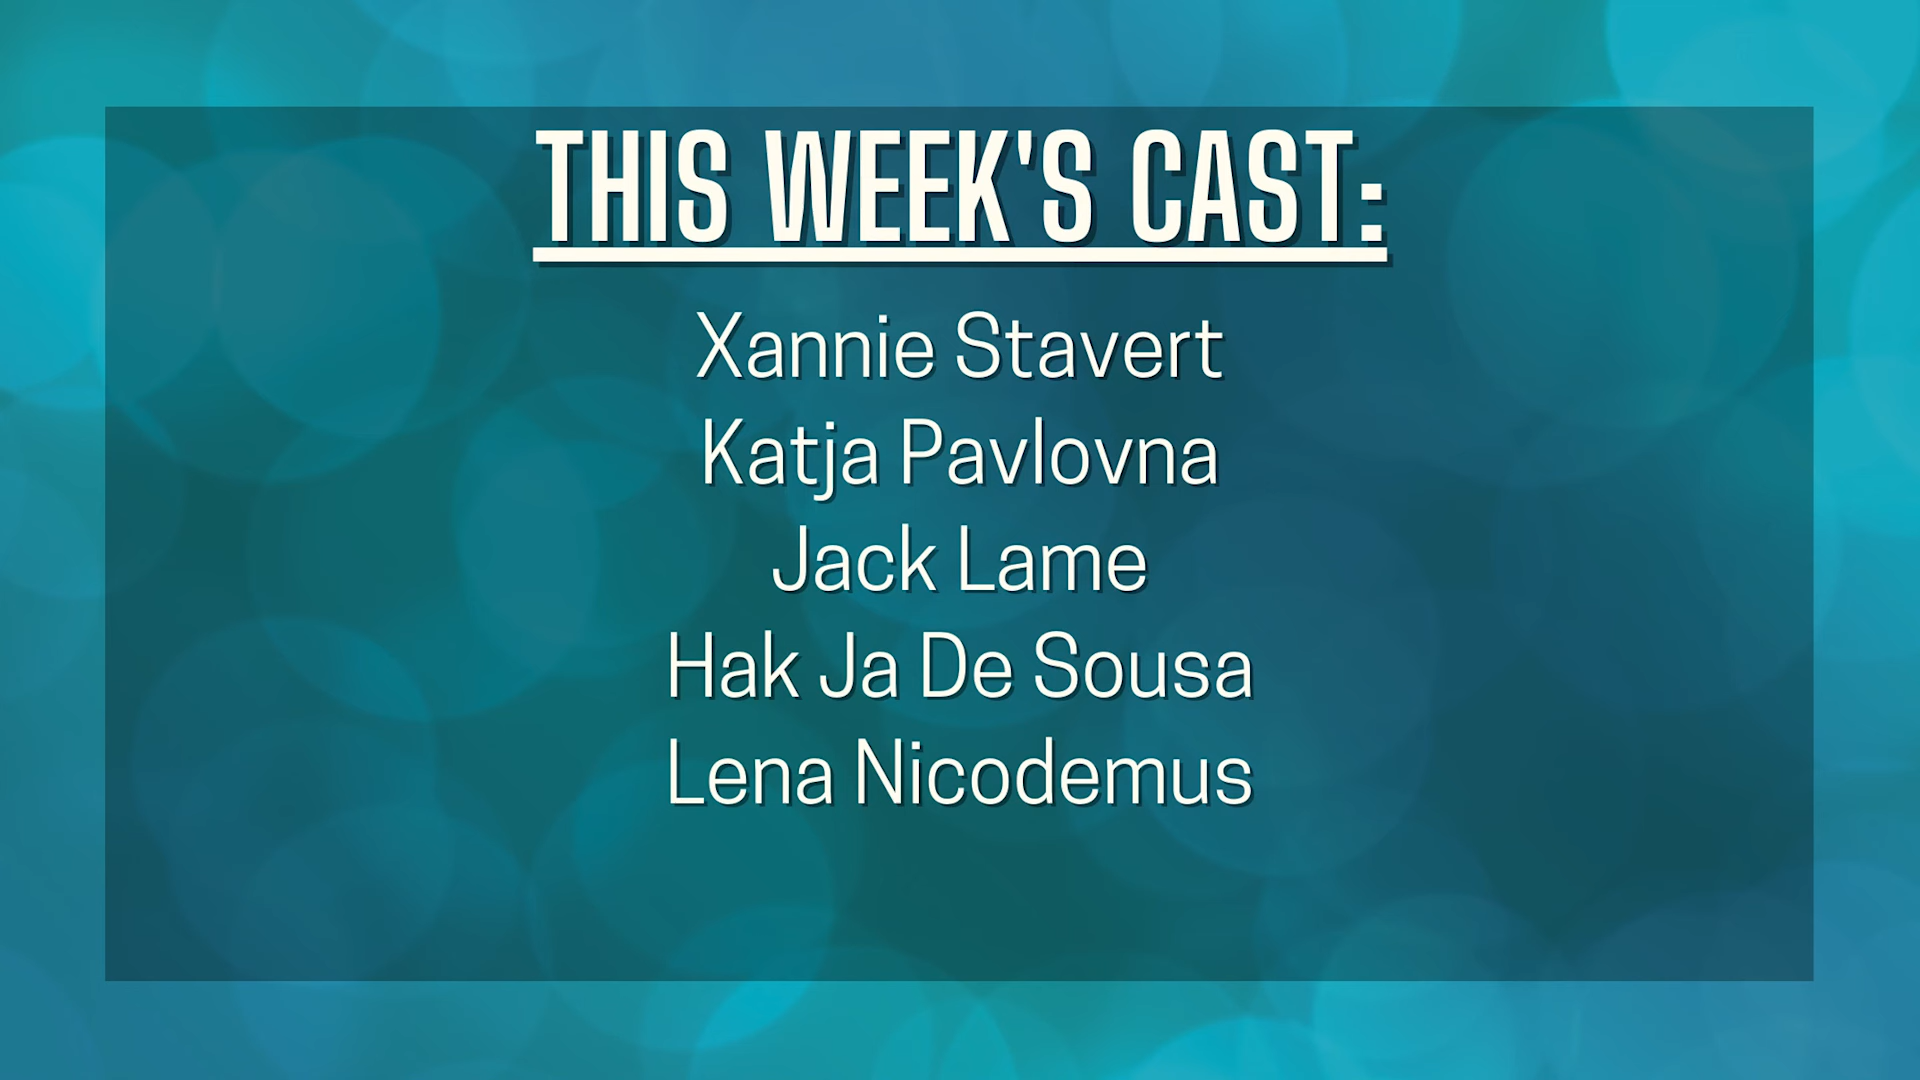 THIS WEEK'S CAST:
Xannie Stavert
Katja Pavlovna
Jack Lame
Hak Ja De Sousa
Lena Nicodemus